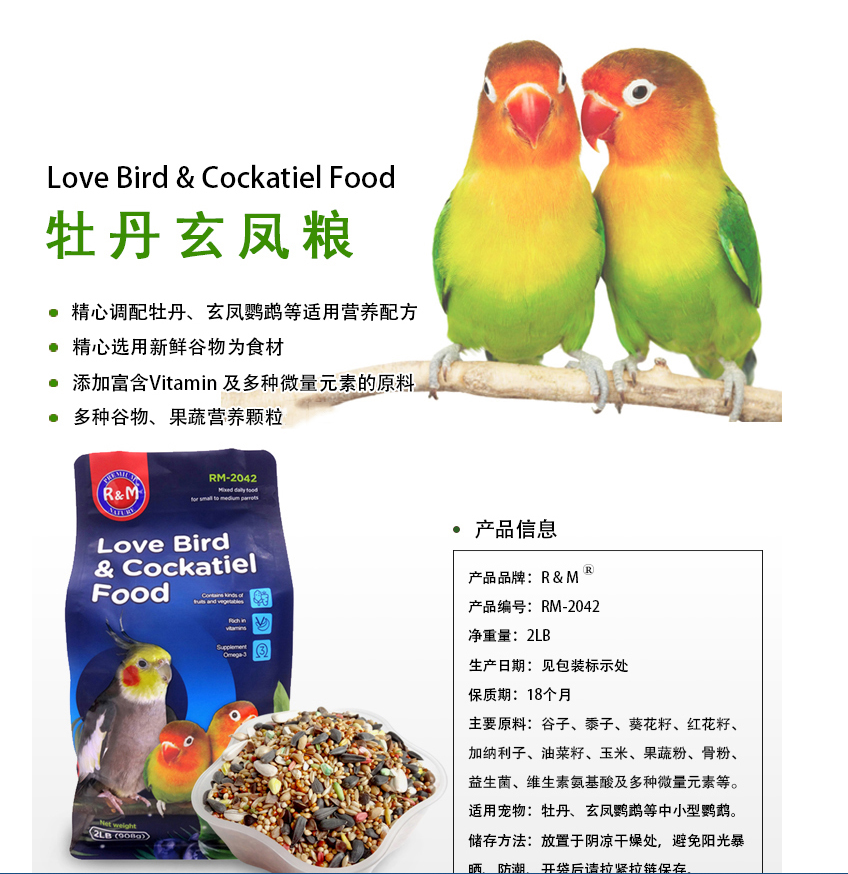 Love Bird & Cockatiel Food
牡丹玄凤粮
精心调配牡丹、玄凤鹦鹉等适用营养配方
精心选用新鲜谷物为食材
添加富含Vitamin 及多种微量元素的原料
多种谷物、果蔬营养颗粒
PREMIUM
R&M
NATURE
RM-2042
Mixed daily food
for small to medium parrots
Love Bird
& Cockatiel
Food
Contains kinds of
fruits and vegetables
Rich in
vitamins
Supplement
Omega-3
Net weight
2LB (908g)
产品信息
产品品牌：R & M ®
产品编号：RM-2042
净重量：2LB
生产日期：见包装标示处
保质期：18个月
主要原料：谷子、黍子、葵花籽、红花籽、
加纳利子、油菜籽、玉米、果蔬粉、骨粉、
益生菌、维生素氨基酸及多种微量元素等。
适用宠物：牡丹、玄凤鹦鹉等中小型鹦鹉。
储存方法：放置于阴凉干燥处，避免阳光暴
晒、防潮、开袋后请拉紧拉链保存。